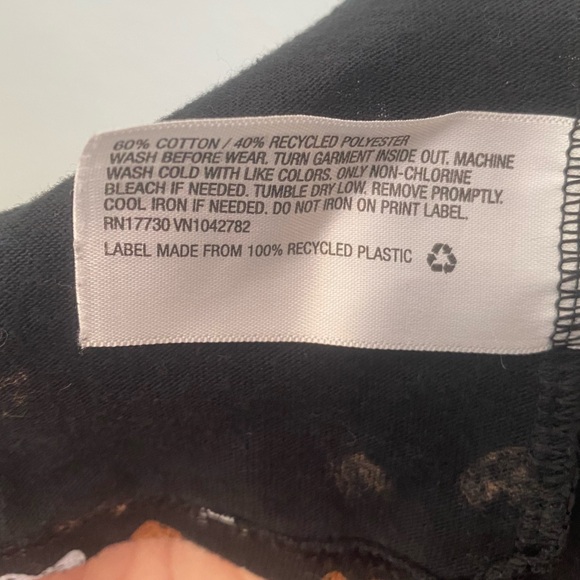 60% COTTON / 40% RECYCLED POLYESTER
WASH BEFORE WEAR. TURN GARMENT INSIDE OUT. MACHINE
WASH COLD WITH LIKE COLORS. ONLY NON-CHLORINE
BLEACH IF NEEDED. TUMBLE DRY LOW. REMOVE PROMPTLY.
COOL IRON IF NEEDED. DO NOT IRON ON PRINT LABEL.
RN17730 VN1042782
LABEL MADE FROM 100% RECYCLED PLASTIC